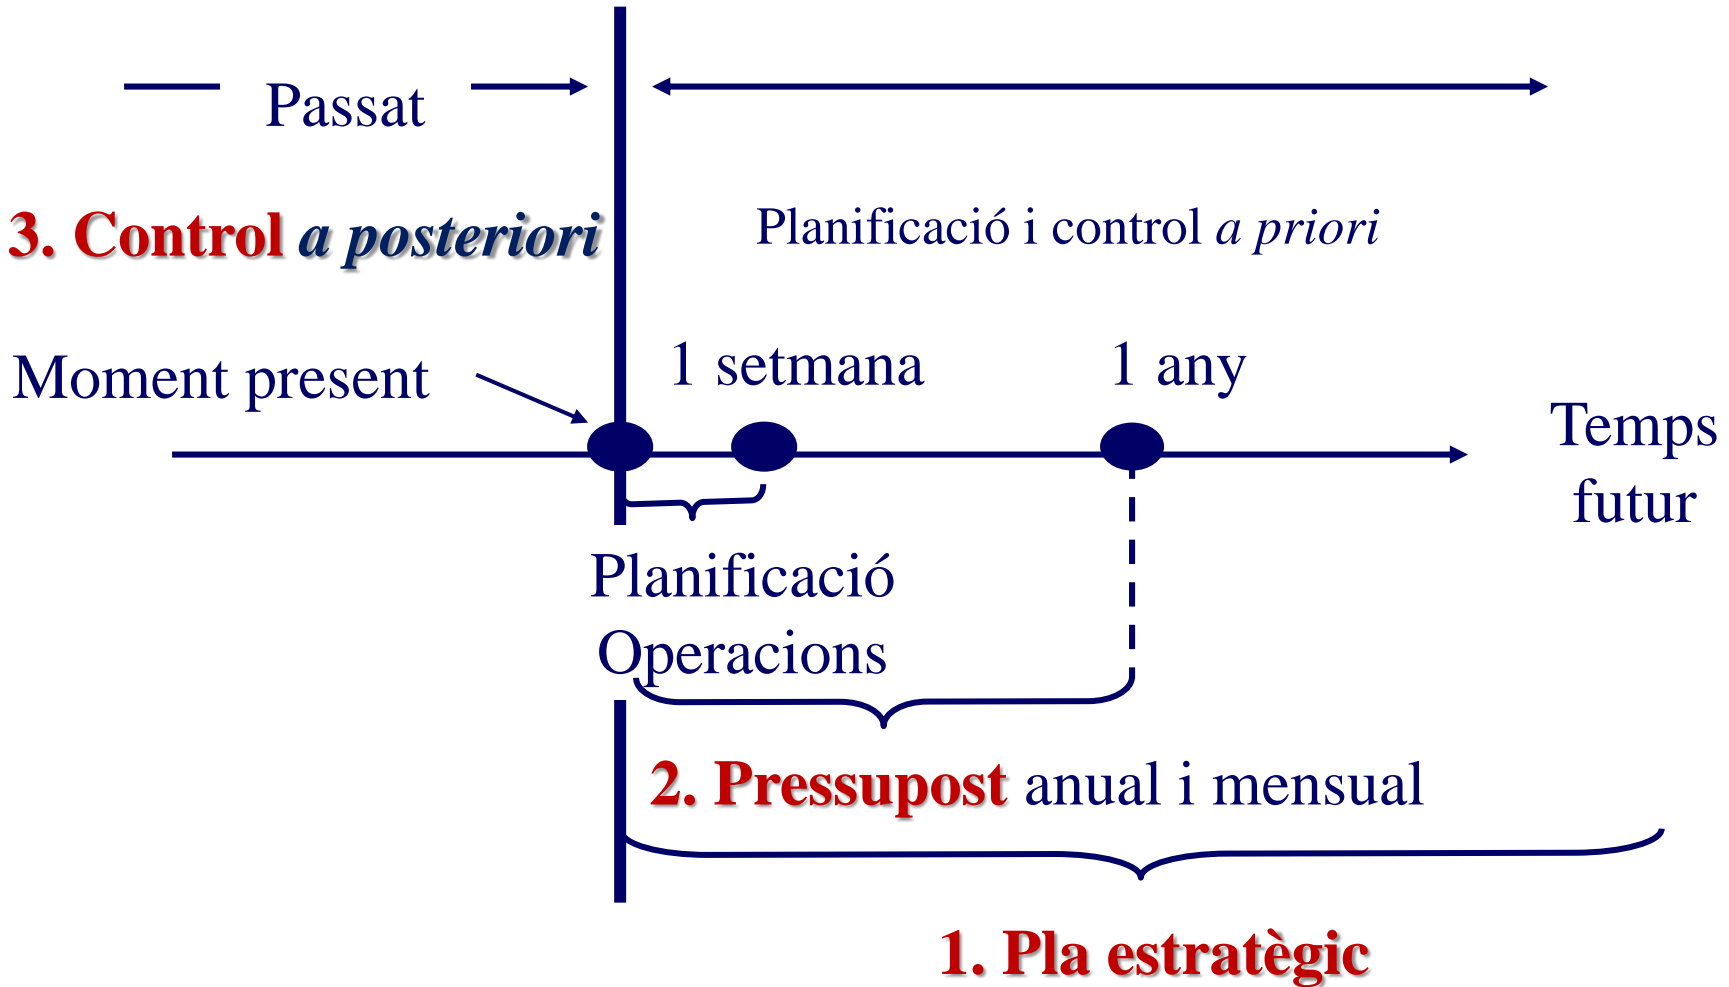 Passat
3. Control a posteriori
Planificació i control a priori
Moment present
1 setmana
1 any
Temps
futur
Planificació
Operacions
2. Pressupost anual i mensual
1. Pla estratègic